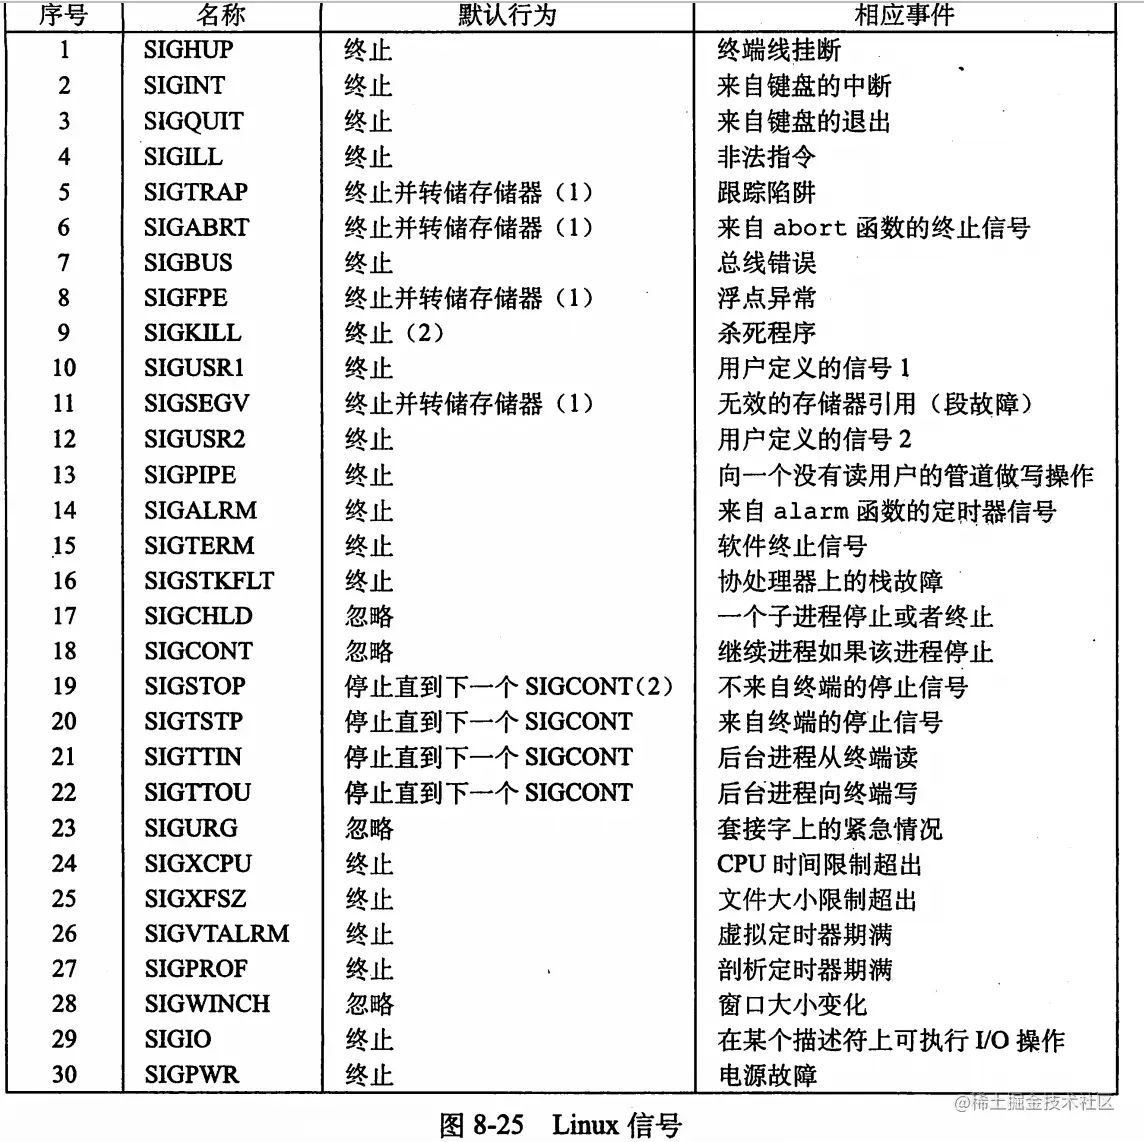 序号 名称 默认行为 相应事件
1 SIGHUP 终止 终端线挂断
2 SIGINT 终止 来自键盘的中断
3 SIGQUIT 终止 来自键盘的退出
4 SIGILL 终止 非法指令
5 SIGTRAP 终止并转储存储器（1） 跟踪陷阱
6 SIGABRT 终止并转储存储器（1） 来自 abort 函数的终止信号
7 SIGBUS 终止 总线错误
8 SIGFPE 终止并转储存储器（1） 浮点异常
9 SIGKILL 终止（2） 杀死程序
10 SIGUSR1 终止 用户定义的信号 1
11 SIGSEGV 终止并转储存储器（1） 无效的存储器引用（段故障）
12 SIGUSR2 终止 用户定义的信号 2
13 SIGPIPE 终止 向一个没有读用户的管道做写操作
14 SIGALRM 终止 来自 alarm 函数的定时器信号
15 SIGTERM 终止 软件终止信号
16 SIGSTKFLT 终止 协处理器上的栈故障
17 SIGCHLD 忽略 一个子进程停止或者终止
18 SIGCONT 忽略 继续进程如果该进程停止
19 SIGSTOP 停止直到下一个 SIGCONT（2） 不来自终端的停止信号
20 SIGTSTP 停止直到下一个 SIGCONT 来自终端的停止信号
21 SIGTTIN 停止直到下一个 SIGCONT 后台进程从终端读
22 SIGTTOU 停止直到下一个 SIGCONT 后台进程向终端写
23 SIGURG 忽略 套接字上的紧急情况
24 SIGXCPU 终止 CPU 时间限制超出
25 SIGXFSZ 终止 文件大小限制超出
26 SIGVTALRM 终止 虚拟定时器期满
27 SIGPROF 终止 剖析定时器期满
28 SIGWINCH 忽略 窗口大小变化
29 SIGIO 终止 在某个描述符上可执行 I/O 操作
30 SIGPWR 终止 电源故障
@稀土掘金技术社区
图 8-25 Linux 信号